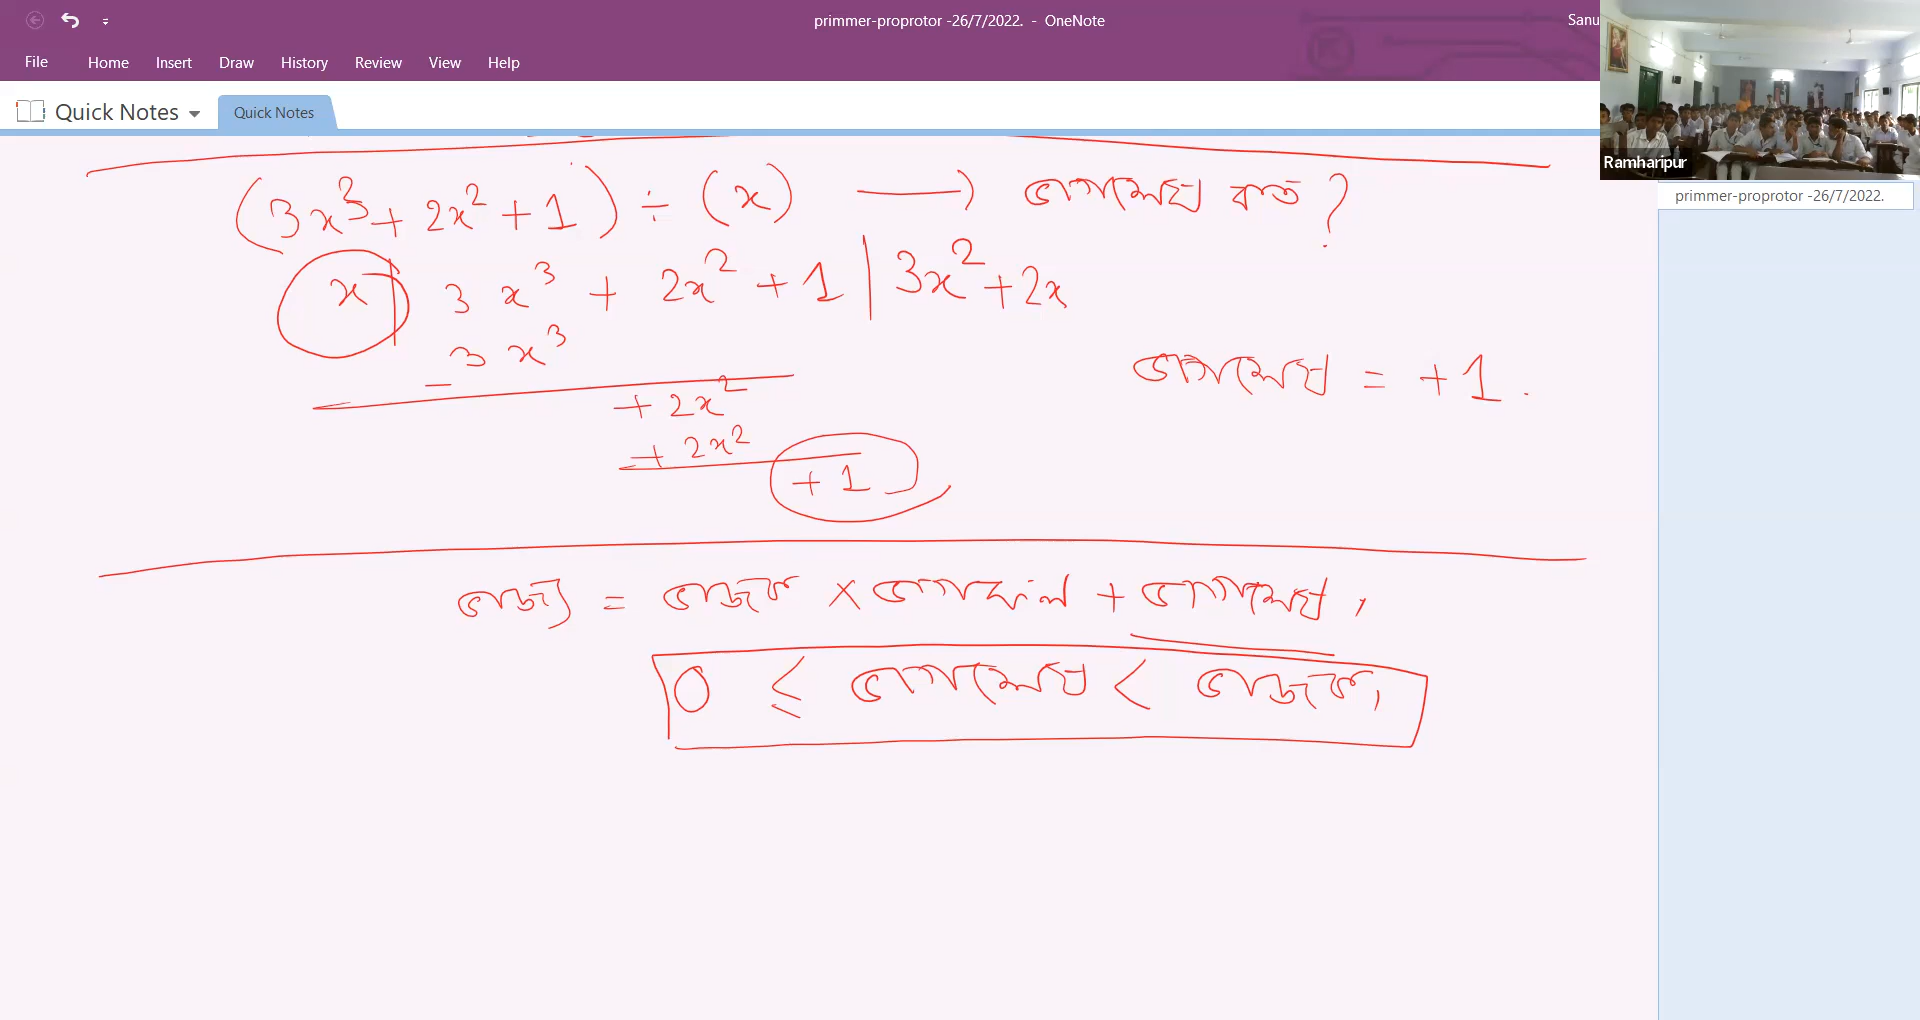 primmer-proprotor -26/7/2022. - OneNote
Sanu
File Home Insert Draw History Review View Help
Quick Notes Quick Notes
Ramharipur
primmer-proprotor -26/7/2022.
(3x³ + 2x² + 1) ÷ (x) → ভাগশেষ কত ?
x | 3x³ + 2x² + 1 | 3x² + 2x
- 3x³
+ 2x²
ভাগশেষ = +1.
+ 2x²
+ 1
ভাজ্য = ভাজক × ভাগফল + ভাগশেষ,
0 ≤ ভাগশেষ < ভাজক,